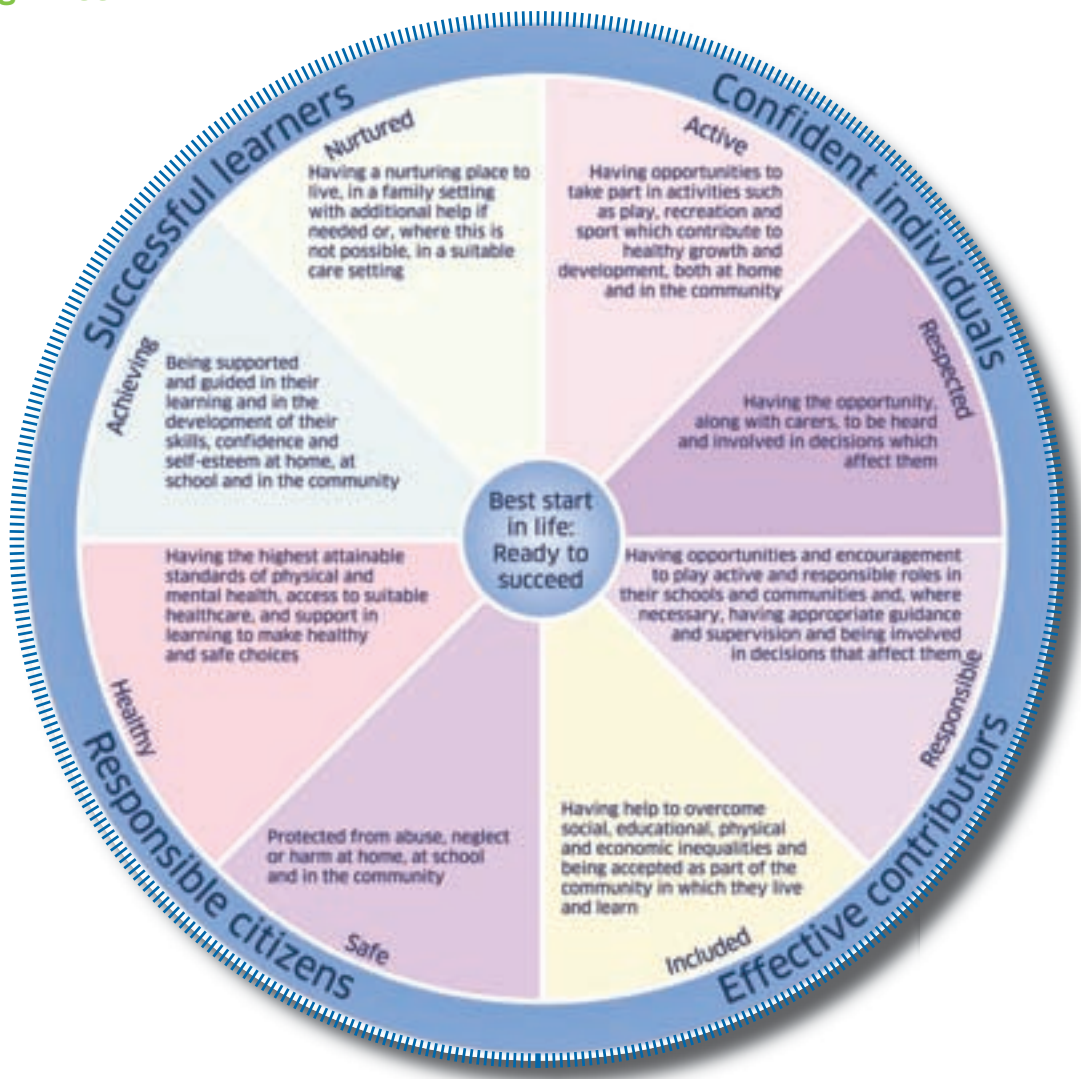 Successful learners
Confident individuals
Nurtured
Having a nurturing place to
live, in a family setting
with additional help if
needed or, where this is
not possible, in a suitable
care setting
Active
Having opportunities to
take part in activities such
as play, recreation and
sport which contribute to
healthy growth and
development, both at home
and in the community
Achieving
Being supported
and guided in their
learning and in the
development of their
skills, confidence and
self-esteem at home, at
school and in the community
Respected
Having the opportunity,
along with carers, to be heard
and involved in decisions which
affect them
Best start
in life:
Ready to
succeed
Having the highest attainable
standards of physical and
mental health, access to suitable
healthcare, and support in
learning to make healthy
and safe choices
Healthy
Having opportunities and encouragement
to play active and responsible roles in
their schools and communities and, where
necessary, having appropriate guidance
and supervision and being involved
in decisions that affect them
Responsible
Protected from abuse, neglect
or harm at home, at school
and in the community
Safe
Having help to overcome
social, educational, physical
and economic inequalities and
being accepted as part of the
community in which they live
and learn
Included
Responsible citizens
Effective contributors